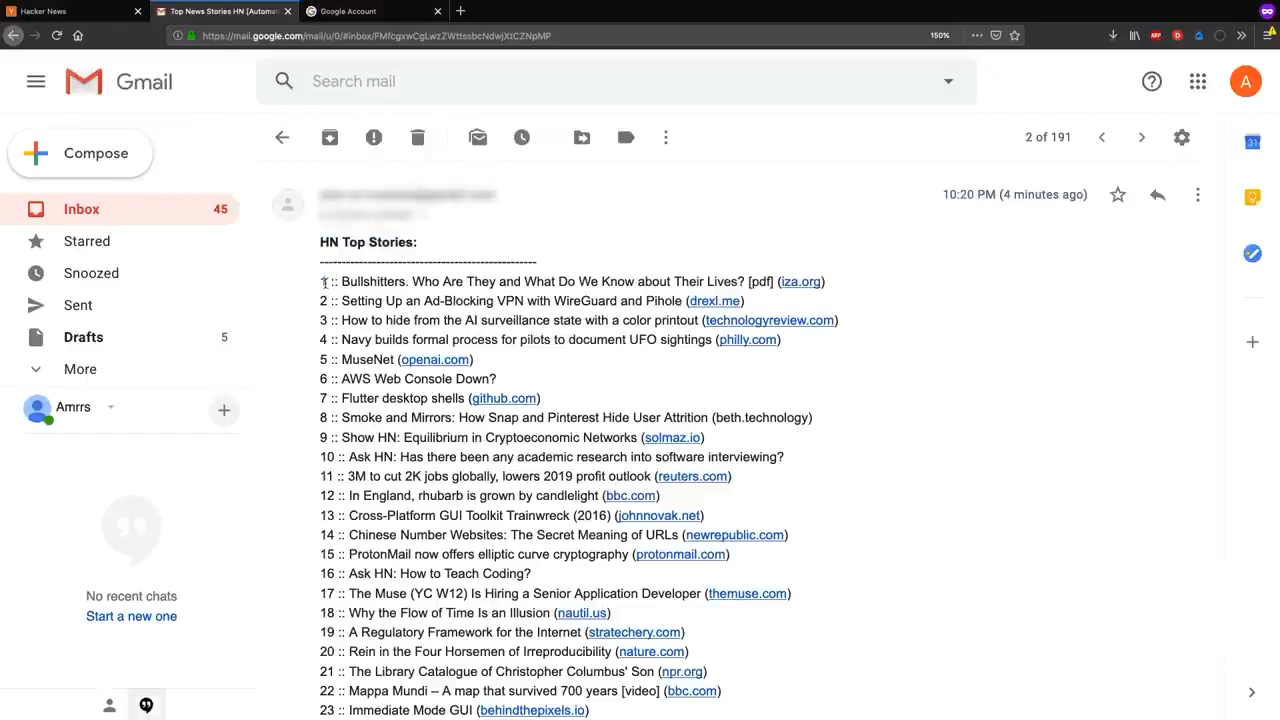 Hacker News
Top News Stories HN [Automat
Google Account
https://mail.google.com/mail/u/0/#inbox/FMfcgxwCgLwzZWttssbcNdwjXtCZNpMP
150%
Gmail
Search mail
A
Compose
2 of 191
31
Inbox 45
10:20 PM (4 minutes ago)
Starred
Snoozed
Sent
Drafts 5
More
Amrrs
No recent chats
Start a new one
HN Top Stories:
------------------------------------------------
1 :: Bullshitters. Who Are They and What Do We Know about Their Lives? [pdf] (iza.org)
2 :: Setting Up an Ad-Blocking VPN with WireGuard and Pihole (drexl.me)
3 :: How to hide from the AI surveillance state with a color printout (technologyreview.com)
4 :: Navy builds formal process for pilots to document UFO sightings (philly.com)
5 :: MuseNet (openai.com)
6 :: AWS Web Console Down?
7 :: Flutter desktop shells (github.com)
8 :: Smoke and Mirrors: How Snap and Pinterest Hide User Attrition (beth.technology)
9 :: Show HN: Equilibrium in Cryptoeconomic Networks (solmaz.io)
10 :: Ask HN: Has there been any academic research into software interviewing?
11 :: 3M to cut 2K jobs globally, lowers 2019 profit outlook (reuters.com)
12 :: In England, rhubarb is grown by candlelight (bbc.com)
13 :: Cross-Platform GUI Toolkit Trainwreck (2016) (johnnovak.net)
14 :: Chinese Number Websites: The Secret Meaning of URLs (newrepublic.com)
15 :: ProtonMail now offers elliptic curve cryptography (protonmail.com)
16 :: Ask HN: How to Teach Coding?
17 :: The Muse (YC W12) Is Hiring a Senior Application Developer (themuse.com)
18 :: Why the Flow of Time Is an Illusion (nautil.us)
19 :: A Regulatory Framework for the Internet (stratechery.com)
20 :: Rein in the Four Horsemen of Irreproducibility (nature.com)
21 :: The Library Catalogue of Christopher Columbus' Son (npr.org)
22 :: Mappa Mundi – A map that survived 700 years [video] (bbc.com)
23 :: Immediate Mode GUI (behindthepixels.io)